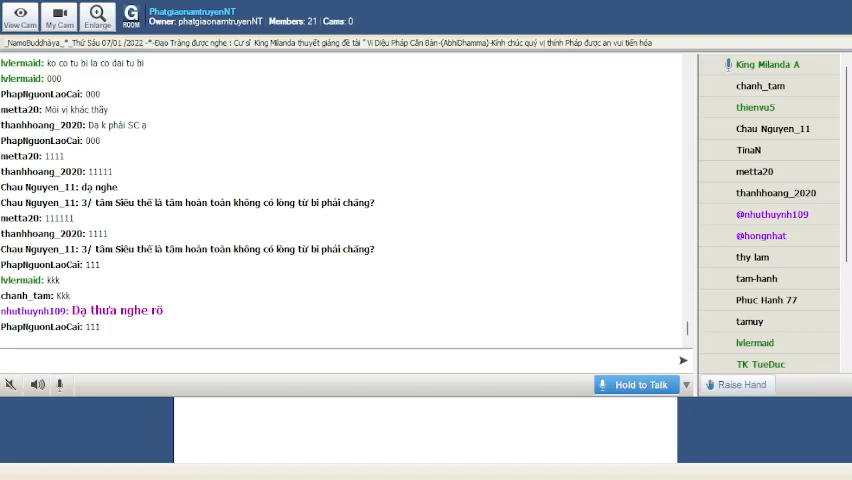 PhatgiaonamtruyenNT
Owner: phatgiaonamtruyenNT Members: 21 Cams: 0
View Cam
My Cam
Enlarge
G ROOM
_NamoBuddhàya_*_Thứ Sáu 07/01 /2022 -*-Đạo Tràng được nghe : Cư sĩ King Milanda thuyết giảng đề tài " Vi Diệu Pháp Căn Bản-(AbhiDhamma)-Kính chúc quý vị thính Pháp được an vui tiến hóa
lvlermaid: ko co tu bi la co dai tu bi
lvlermaid: 000
PhapNguonLaoCai: 000
metta20: Mỗi vị khác thầy
thanhhoang_2020: Dạ k phải SC ạ
PhapNguonLaoCai: 000
metta20: 1111
thanhhoang_2020: 11111
Chau Nguyen_11: dạ nghe
Chau Nguyen_11: 3/ tâm Siêu thế là tâm hoàn toàn không có lòng từ bi phải chăng?
metta20: 111111
thanhhoang_2020: 1111
Chau Nguyen_11: 3/ tâm Siêu thế là tâm hoàn toàn không có lòng từ bi phải chăng?
PhapNguonLaoCai: 111
lvlermaid: kkk
chanh_tam: Kkk
nhuthuynh109: Dạ thưa nghe rõ
PhapNguonLaoCai: 111
King Milanda A
chanh_tam
thienvu5
Chau Nguyen_11
TinaN
metta20
thanhhoang_2020
@nhuthuynh109
@hongnhat
thy lam
tam-hanh
Phuc Hanh 77
tamuy
lvlermaid
TK TueDuc
Hold to Talk
Raise Hand